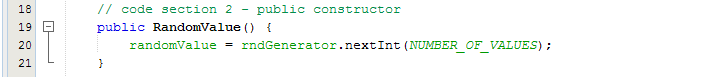 18 // code section 2 - public constructor
19 public RandomValue() {
20 randomValue = rndGenerator.nextInt(NUMBER_OF_VALUES);
21 }